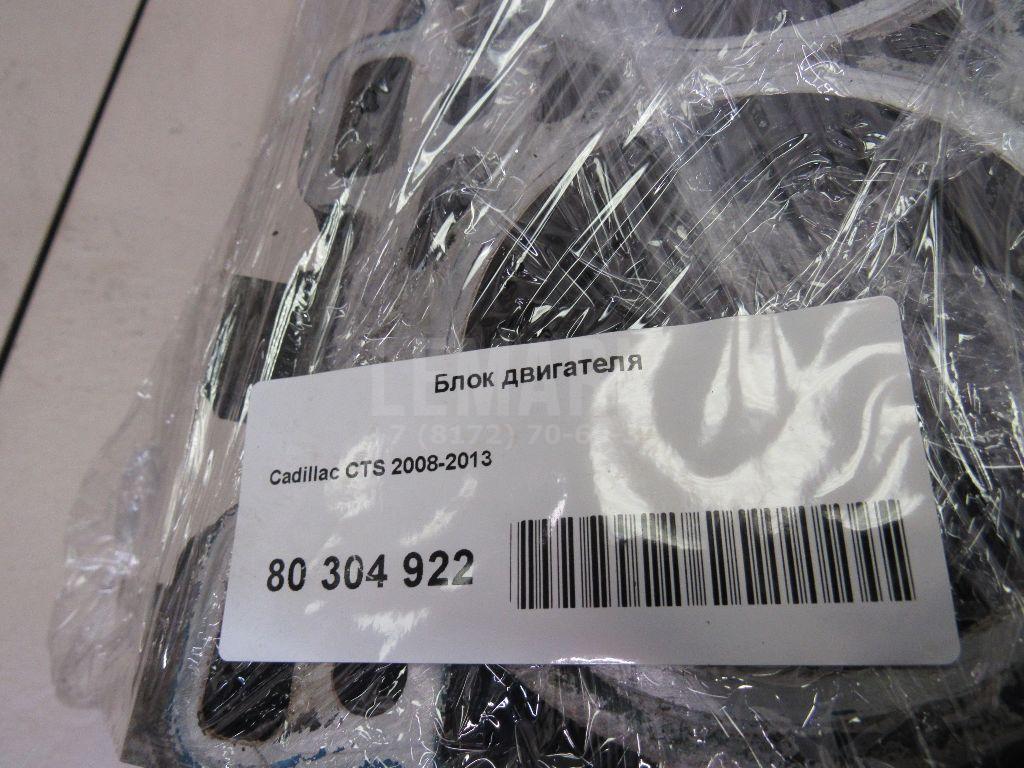 Блок двигателя
Cadillac CTS 2008-2013
80 304 922